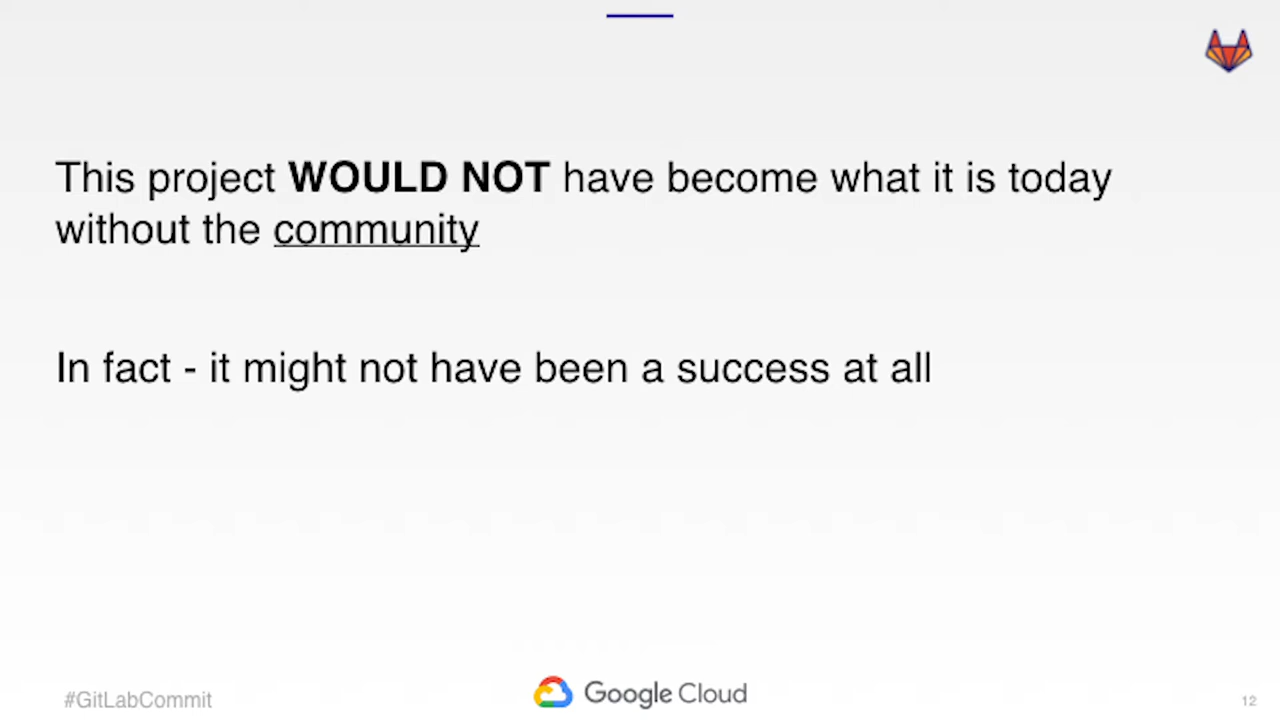 This project WOULD NOT have become what it is today
without the community
In fact - it might not have been a success at all
#GitLabCommit
Google Cloud
12